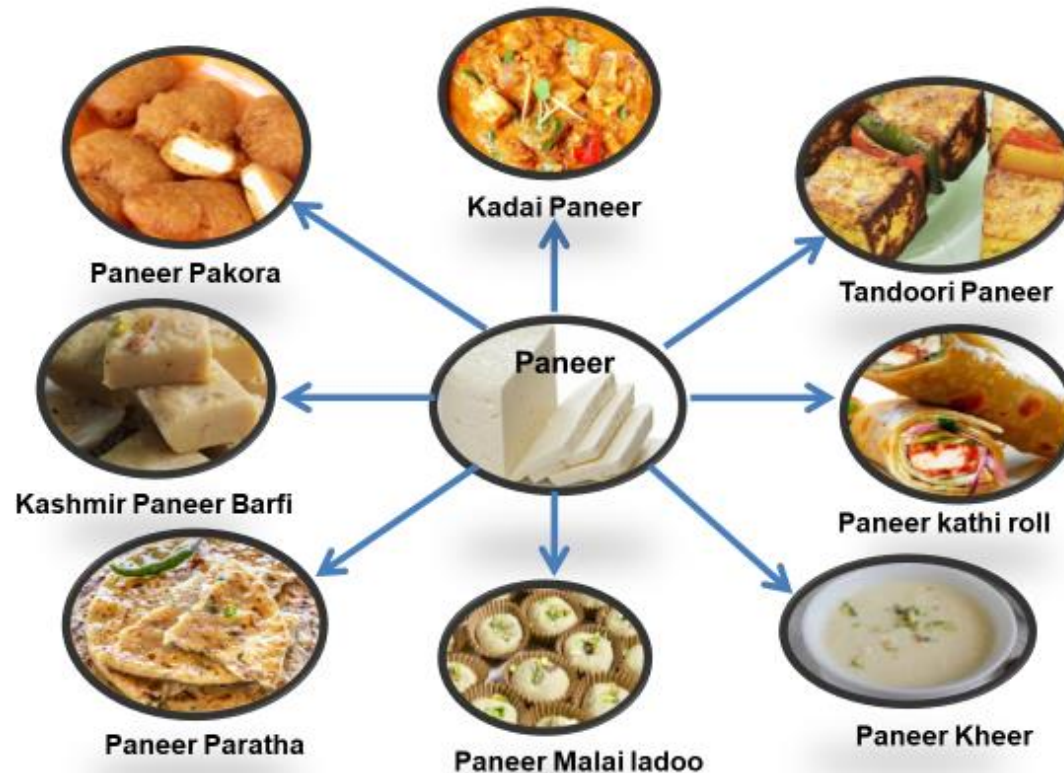 Kadai Paneer
Paneer Pakora
Tandoori Paneer
Paneer
Kashmir Paneer Barfi
Paneer kathi roll
Paneer Paratha
Paneer Malai ladoo
Paneer Kheer